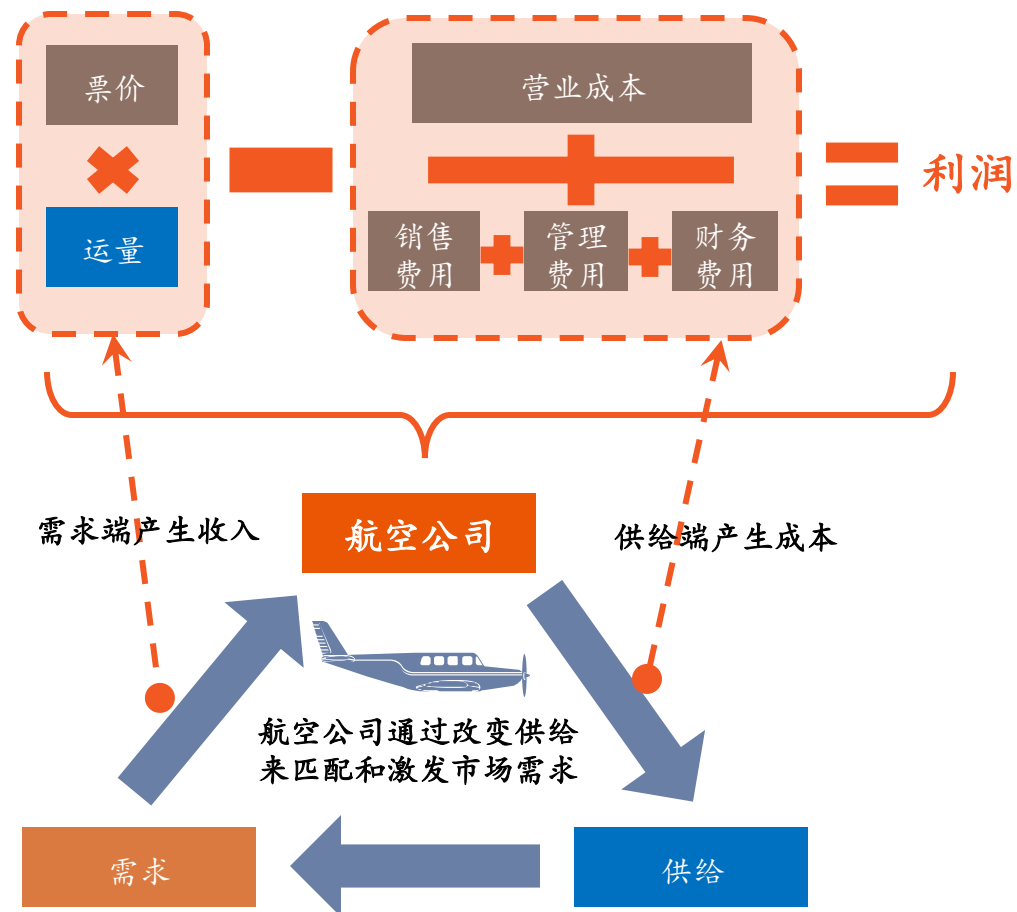 票价
营业成本
利润
运量
销售
费用
管理
费用
财务
费用
需求端产生收入
航空公司
供给端产生成本
航空公司通过改变供给
来匹配和激发市场需求
需求
供给